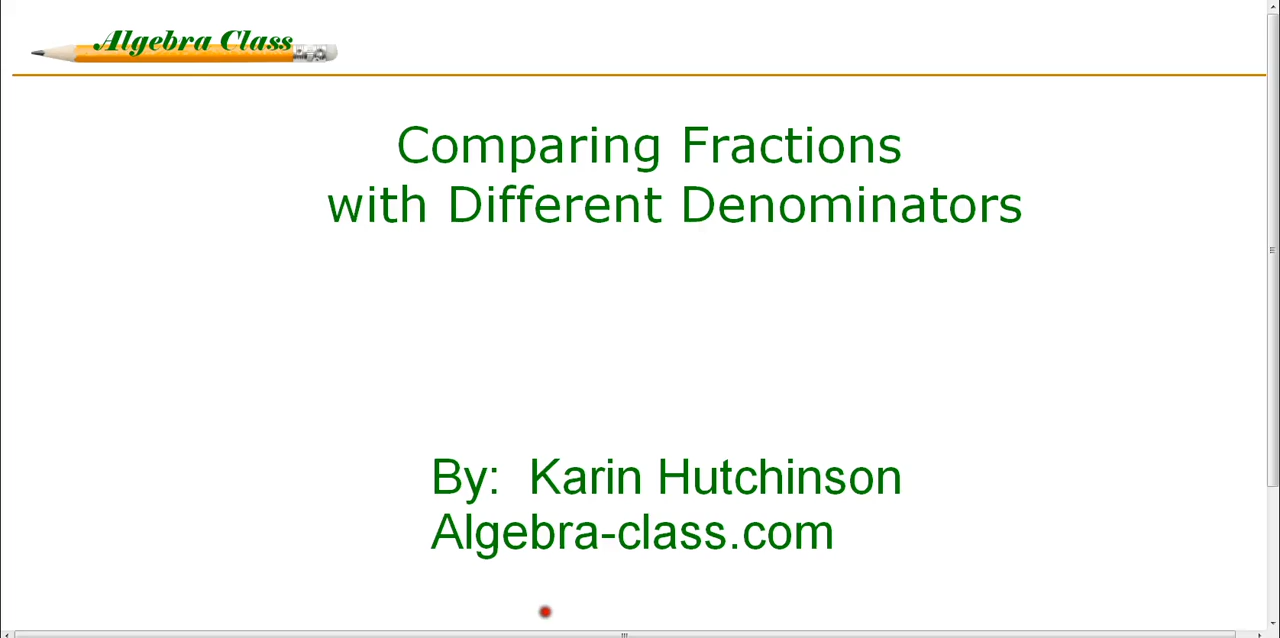 Algebra Class
Comparing Fractions
with Different Denominators
By: Karin Hutchinson
Algebra-class.com